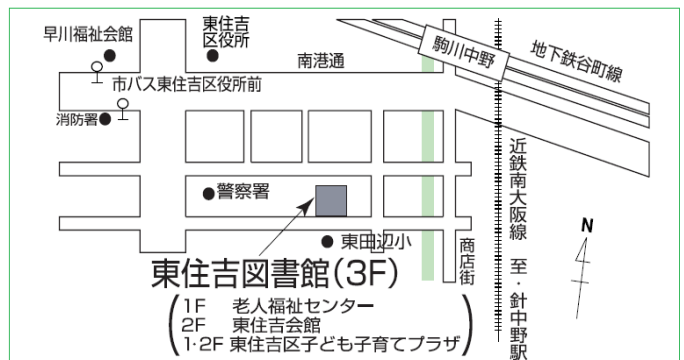 早川福祉会館
東住吉
区役所
南港通
駒川中野
地下鉄谷町線
市バス東住吉区役所前
消防署
警察署
東田辺小
商店街
近鉄南大阪線 至・針中野駅
N
東住吉図書館(3F)
1F 老人福祉センター
2F 東住吉会館
1·2F 東住吉区子ども子育てプラザ